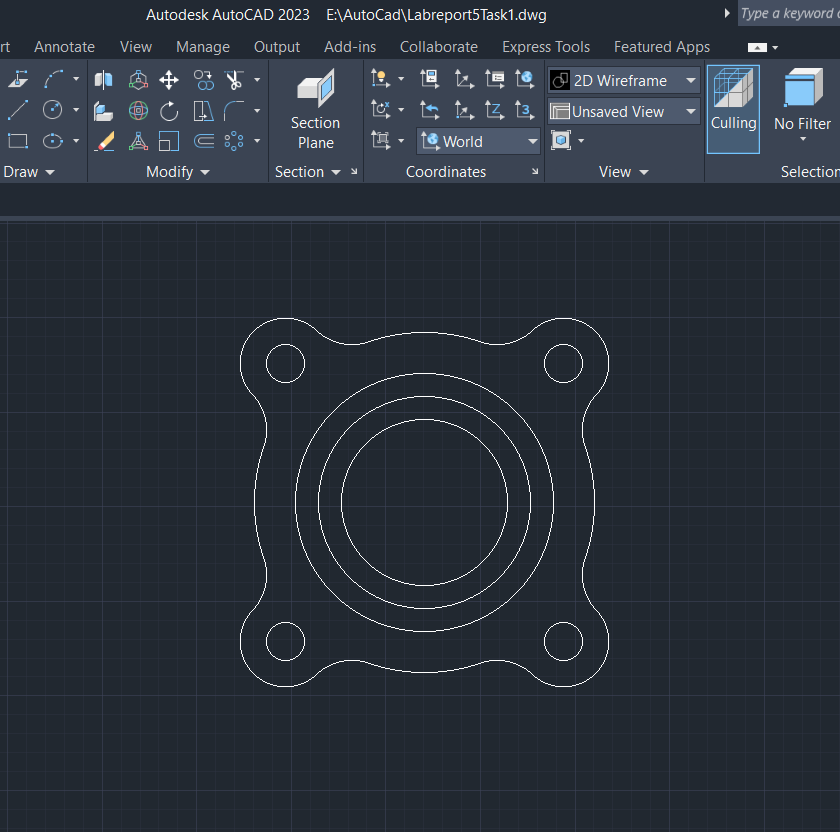 Autodesk AutoCAD 2023 E:\AutoCad\Labreport5Task1.dwg
Type a keyword
rt Annotate View Manage Output Add-ins Collaborate Express Tools Featured Apps
2D Wireframe
Unsaved View
Section
Plane
World
Culling
No Filter
Draw Modify Section Coordinates View Selection